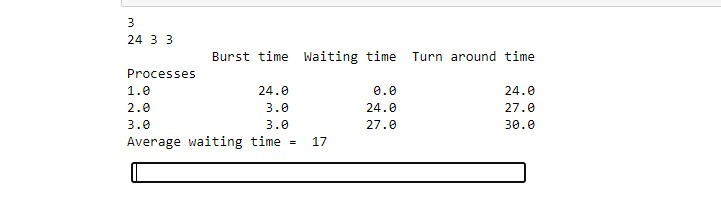 3
24 3 3
Burst time Waiting time Turn around time
Processes
1.0 24.0 0.0 24.0
2.0 3.0 24.0 27.0
3.0 3.0 27.0 30.0
Average waiting time = 17